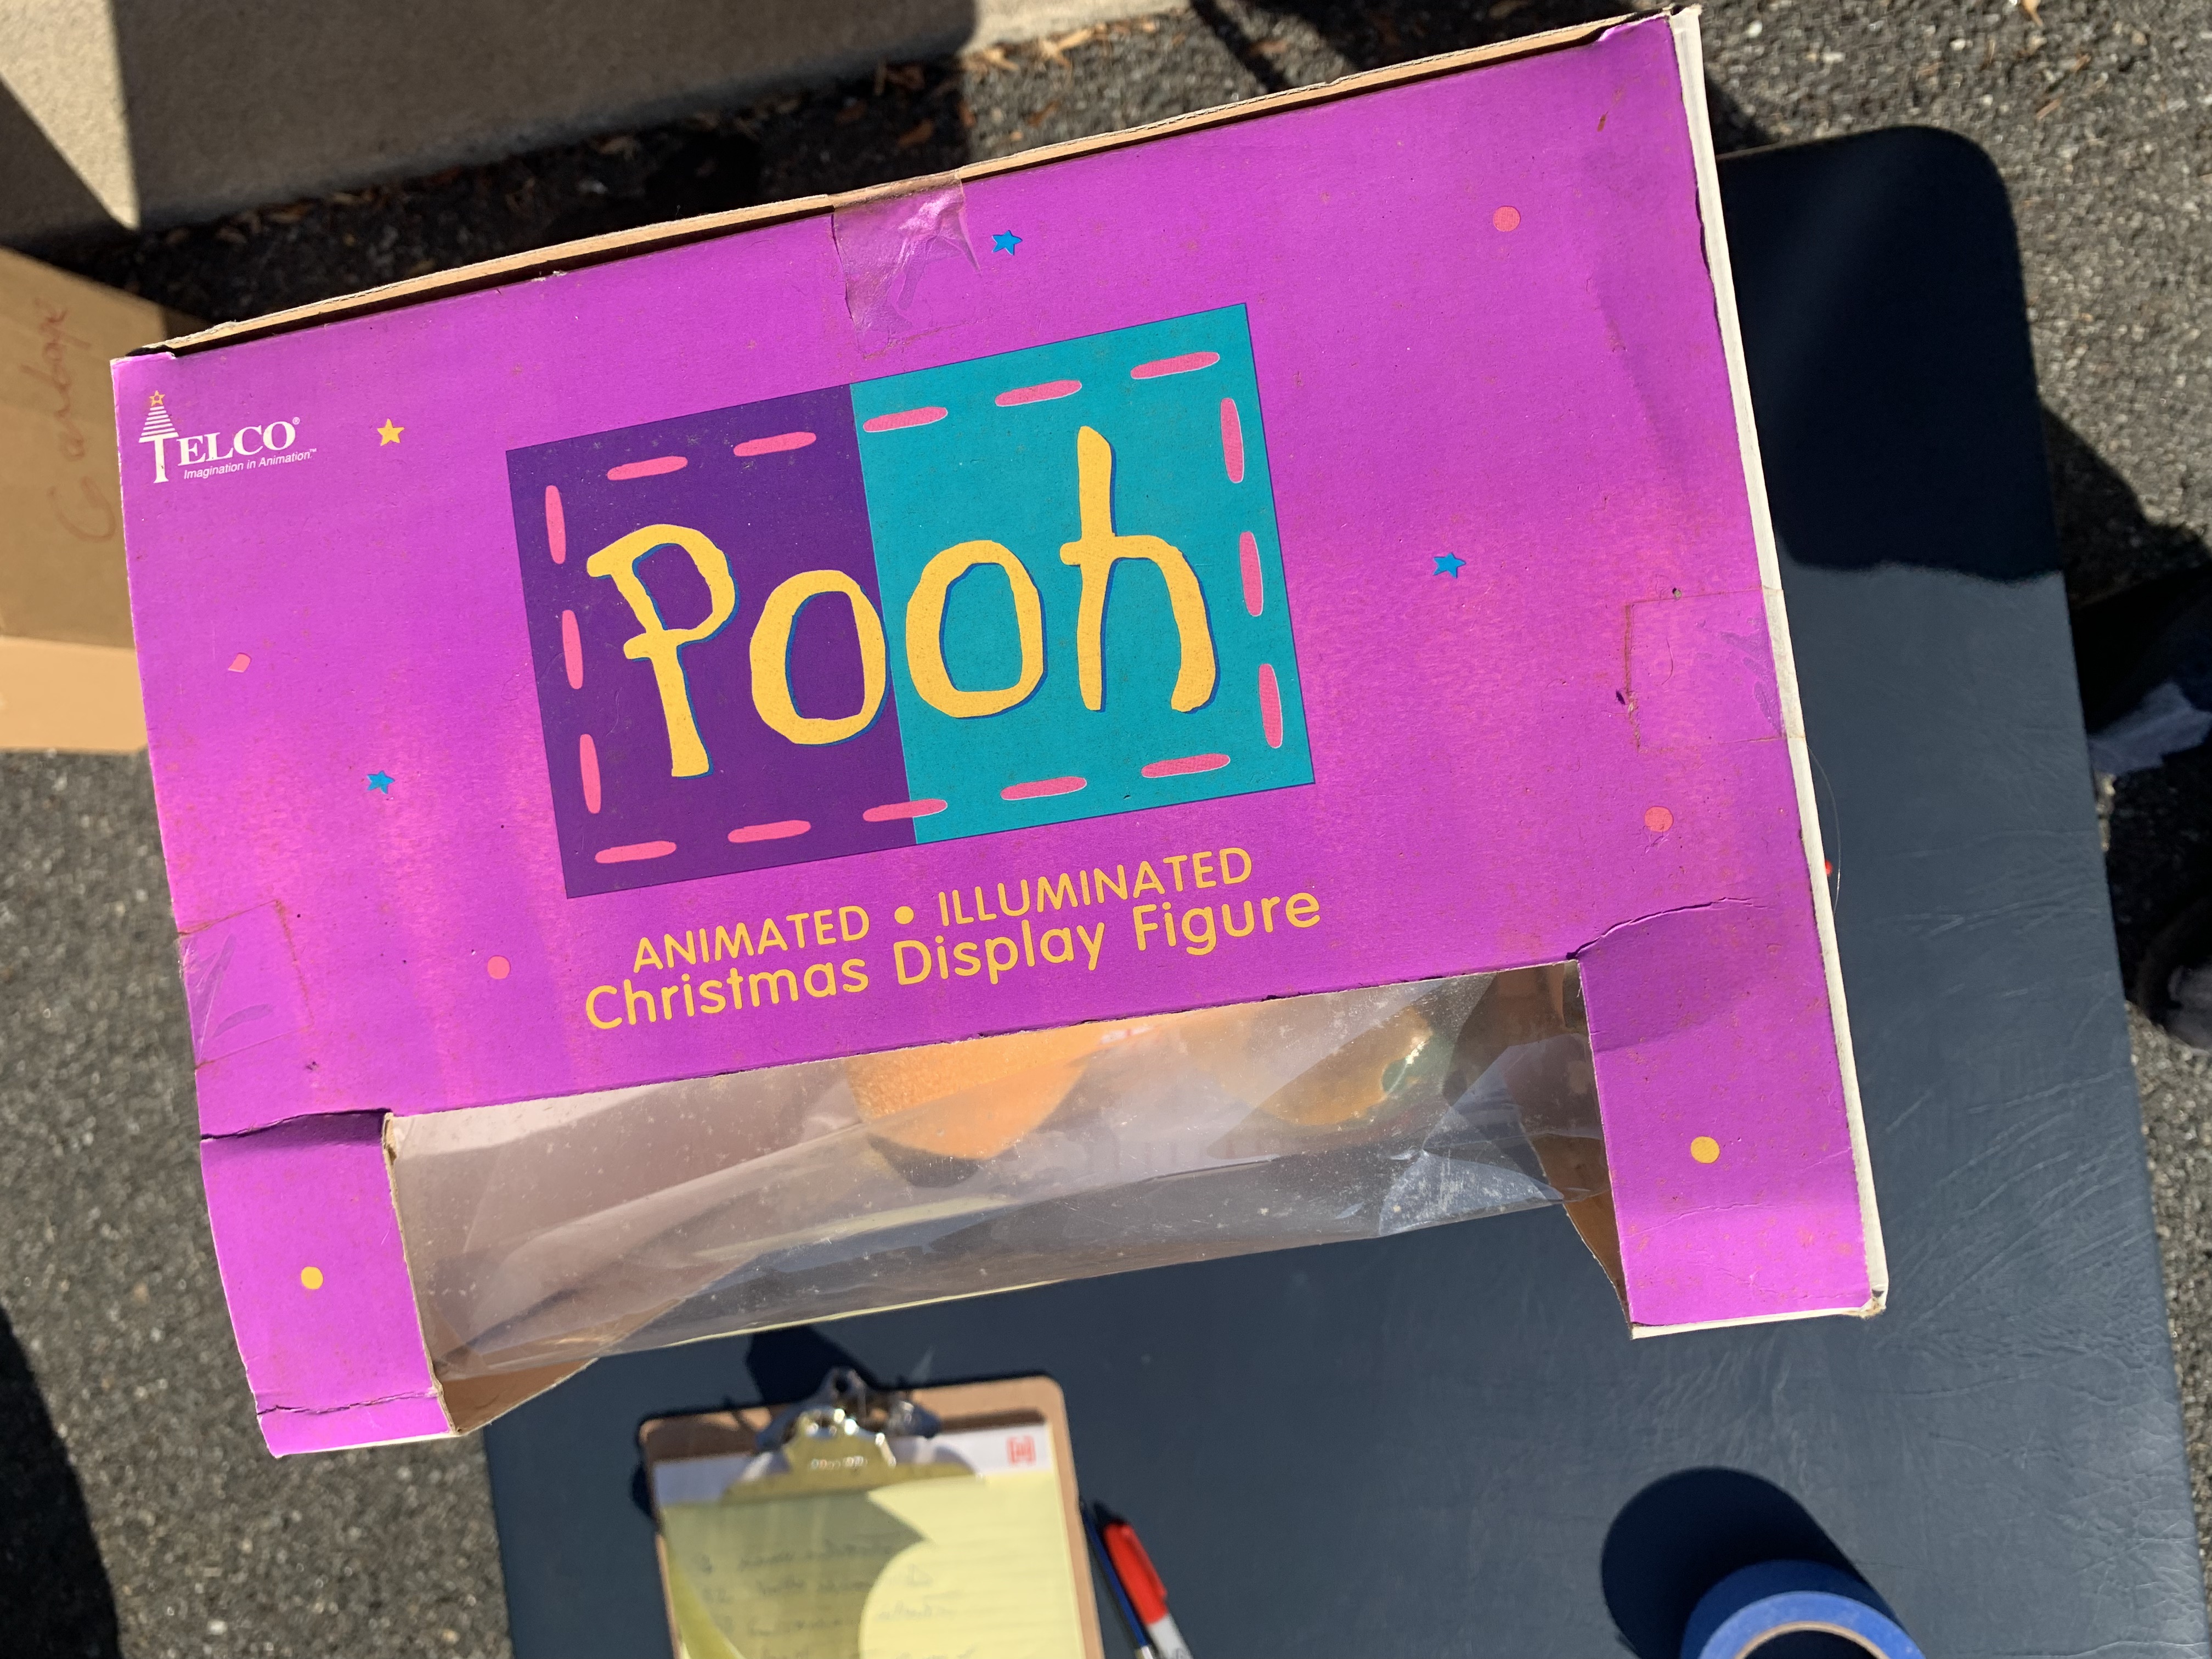 TELCO®
Imagination in Animation™
Pooh
ANIMATED • ILLUMINATED
Christmas Display Figure